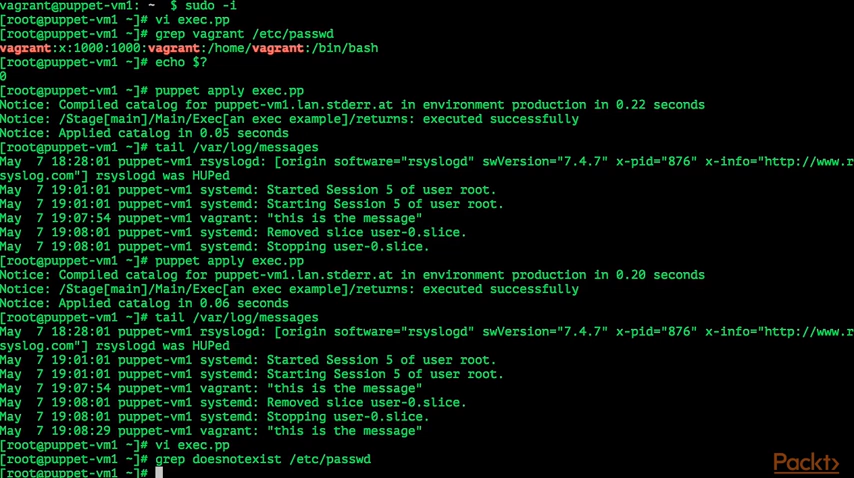 vagrant@puppet-vm1: ~  $ sudo -i
[root@puppet-vm1 ~]# vi exec.pp
[root@puppet-vm1 ~]# grep vagrant /etc/passwd
vagrant:x:1000:1000:vagrant:/home/vagrant:/bin/bash
[root@puppet-vm1 ~]# echo $?
0
[root@puppet-vm1 ~]# puppet apply exec.pp
Notice: Compiled catalog for puppet-vm1.lan.stderr.at in environment production in 0.22 seconds
Notice: /Stage[main]/Main/Exec[an exec example]/returns: executed successfully
Notice: Applied catalog in 0.05 seconds
[root@puppet-vm1 ~]# tail /var/log/messages
May  7 18:28:01 puppet-vm1 rsyslogd: [origin software="rsyslogd" swVersion="7.4.7" x-pid="876" x-info="http://www.r
syslog.com"] rsyslogd was HUPed
May  7 19:01:01 puppet-vm1 systemd: Started Session 5 of user root.
May  7 19:01:01 puppet-vm1 systemd: Starting Session 5 of user root.
May  7 19:07:54 puppet-vm1 vagrant: "this is the message"
May  7 19:08:01 puppet-vm1 systemd: Removed slice user-0.slice.
May  7 19:08:01 puppet-vm1 systemd: Stopping user-0.slice.
[root@puppet-vm1 ~]# puppet apply exec.pp
Notice: Compiled catalog for puppet-vm1.lan.stderr.at in environment production in 0.20 seconds
Notice: /Stage[main]/Main/Exec[an exec example]/returns: executed successfully
Notice: Applied catalog in 0.06 seconds
[root@puppet-vm1 ~]# tail /var/log/messages
May  7 18:28:01 puppet-vm1 rsyslogd: [origin software="rsyslogd" swVersion="7.4.7" x-pid="876" x-info="http://www.r
syslog.com"] rsyslogd was HUPed
May  7 19:01:01 puppet-vm1 systemd: Started Session 5 of user root.
May  7 19:01:01 puppet-vm1 systemd: Starting Session 5 of user root.
May  7 19:07:54 puppet-vm1 vagrant: "this is the message"
May  7 19:08:01 puppet-vm1 systemd: Removed slice user-0.slice.
May  7 19:08:01 puppet-vm1 systemd: Stopping user-0.slice.
May  7 19:08:29 puppet-vm1 vagrant: "this is the message"
[root@puppet-vm1 ~]# vi exec.pp
[root@puppet-vm1 ~]# grep doesnotexist /etc/passwd
[root@puppet-vm1 ~]#
Packt>